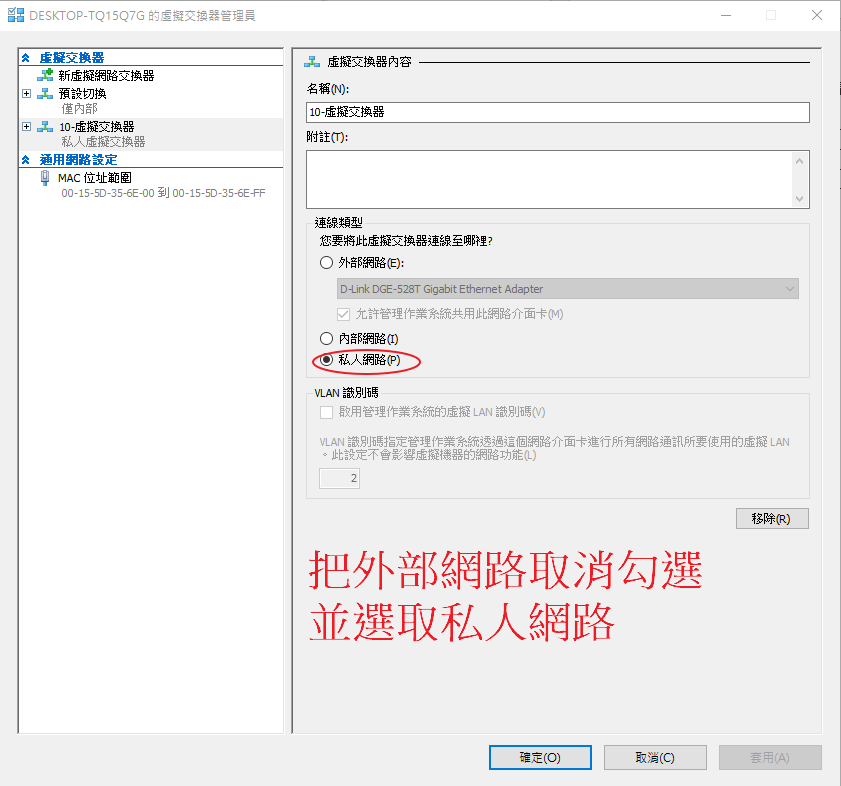 DESKTOP-TQ15Q7G 的虛擬交換器管理員
虛擬交換器
新虛擬網路交換器
預設切換
僅內部
10-虛擬交換器
私人虛擬交換器
通用網路設定
MAC 位址範圍
00-15-5D-35-6E-00 到 00-15-5D-35-6E-FF
虛擬交換器內容
名稱(N):
10-虛擬交換器
附註(T):
連線類型
您要將此虛擬交換器連線至哪裡?
外部網路(E):
D-Link DGE-528T Gigabit Ethernet Adapter
允許管理作業系統共用此網路介面卡(M)
內部網路(I)
私人網路(P)
VLAN 識別碼
啟用管理作業系統的虛擬 LAN 識別碼(V)
VLAN 識別碼指定管理作業系統透過這個網路介面卡進行所有網路通訊所要使用的虛擬 LAN
。此設定不會影響虛擬機器的網路功能(L)
2
移除(R)
把外部網路取消勾選
並選取私人網路
確定(O)
取消(C)
套用(A)